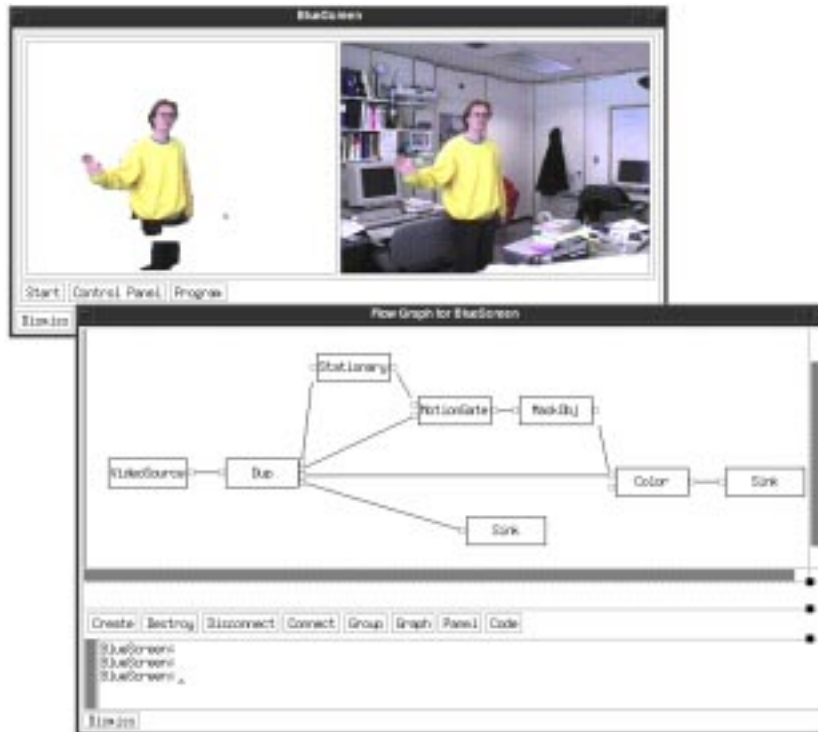 BlueScreen
Start Control Panel Program
Dismiss
Flow Graph for BlueScreen
Stationary
MotionGate MaskObj
VideoSource Dup Color Sink
Sink
Create Destroy Disconnect Connect Group Graph Panel Code
BlueScreen:
BlueScreen:
BlueScreen:
Dismiss